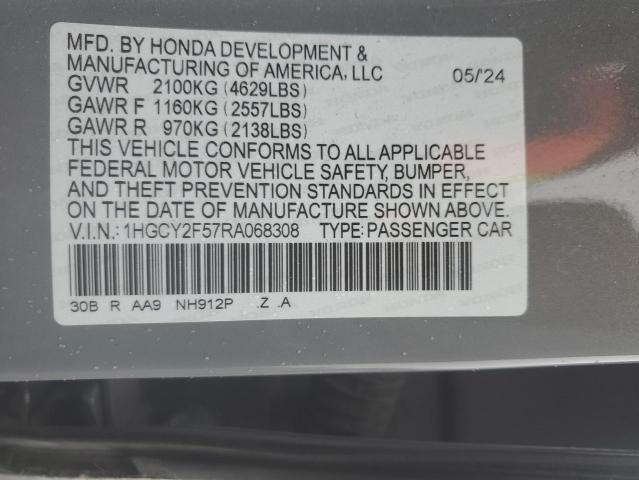 MFD. BY HONDA DEVELOPMENT &
MANUFACTURING OF AMERICA, LLC 05/24
GVWR 2100KG (4629LBS)
GAWR F 1160KG (2557LBS)
GAWR R 970KG (2138LBS)
THIS VEHICLE CONFORMS TO ALL APPLICABLE
FEDERAL MOTOR VEHICLE SAFETY, BUMPER,
AND THEFT PREVENTION STANDARDS IN EFFECT
ON THE DATE OF MANUFACTURE SHOWN ABOVE.
V.I.N.: 1HGCY2F57RA068308 TYPE: PASSENGER CAR
30B R AA9 NH912P .Z .A